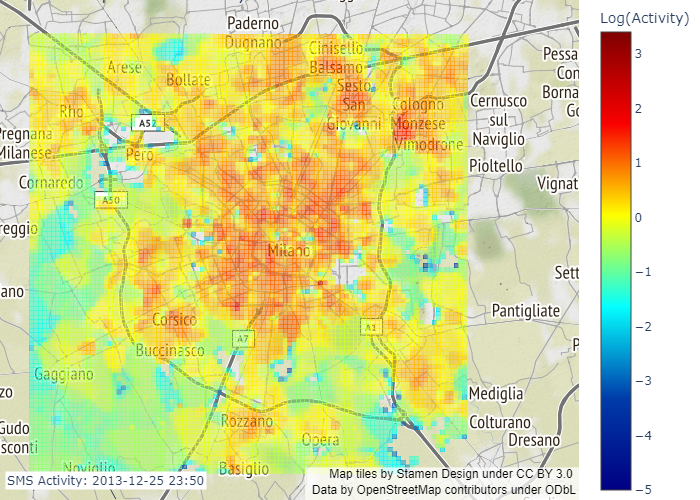 Log(Activity)
3
2
1
0
−1
−2
−3
−4
−5
Paderno
Dugnano
Cinisello
Balsamo
Arese
Bollate
Sesto
San
Giovanni
Rho
A52
Cologno
Monzese
Vimodrone
Cernusco
sul
Naviglio
Pessa
Con
Borna
Go
Pregnana
Milanese
Pero
Pioltello
Cornaredo
A50
Vignat
reggio
Milano
Sett
ano
Pantigliate
Corsico
A7
A1
Buccinasco
P
Gaggiano
zo
Mediglia
Rozzano
Colturano
Gudo
sconti
Opera
Dresano
Noviglio
Basiglio
SMS Activity: 2013-12-25 23:50
Map tiles by Stamen Design under CC BY 3.0
Data by OpenStreetMap contributors under ODbL